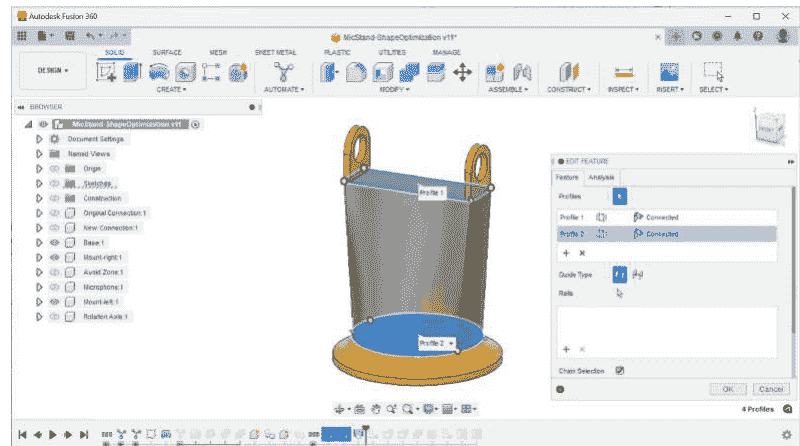 Autodesk Fusion 360
MicStand-ShapeOptimization v11*
SOLID SURFACE MESH SHEET METAL PLASTIC UTILITIES MANAGE
DESIGN
CREATE AUTOMATE MODIFY ASSEMBLE CONSTRUCT INSPECT INSERT SELECT
BROWSER
MicStand-ShapeOptimization v11
Document Settings
Named Views
Origin
Sketches
Construction
Original Connection:1
New Connection:1
Base:1
Mount-right:1
Avoid Zone:1
Microphone:1
Mount-left:1
Rotation Axis:1
Profile 1
Profile 2
EDIT FEATURE
Feature Analysis
Profiles
Profile 1 Connected
Profile 2 Connected
Guide Type
Rails
Chain Selection
OK Cancel
4 Profiles